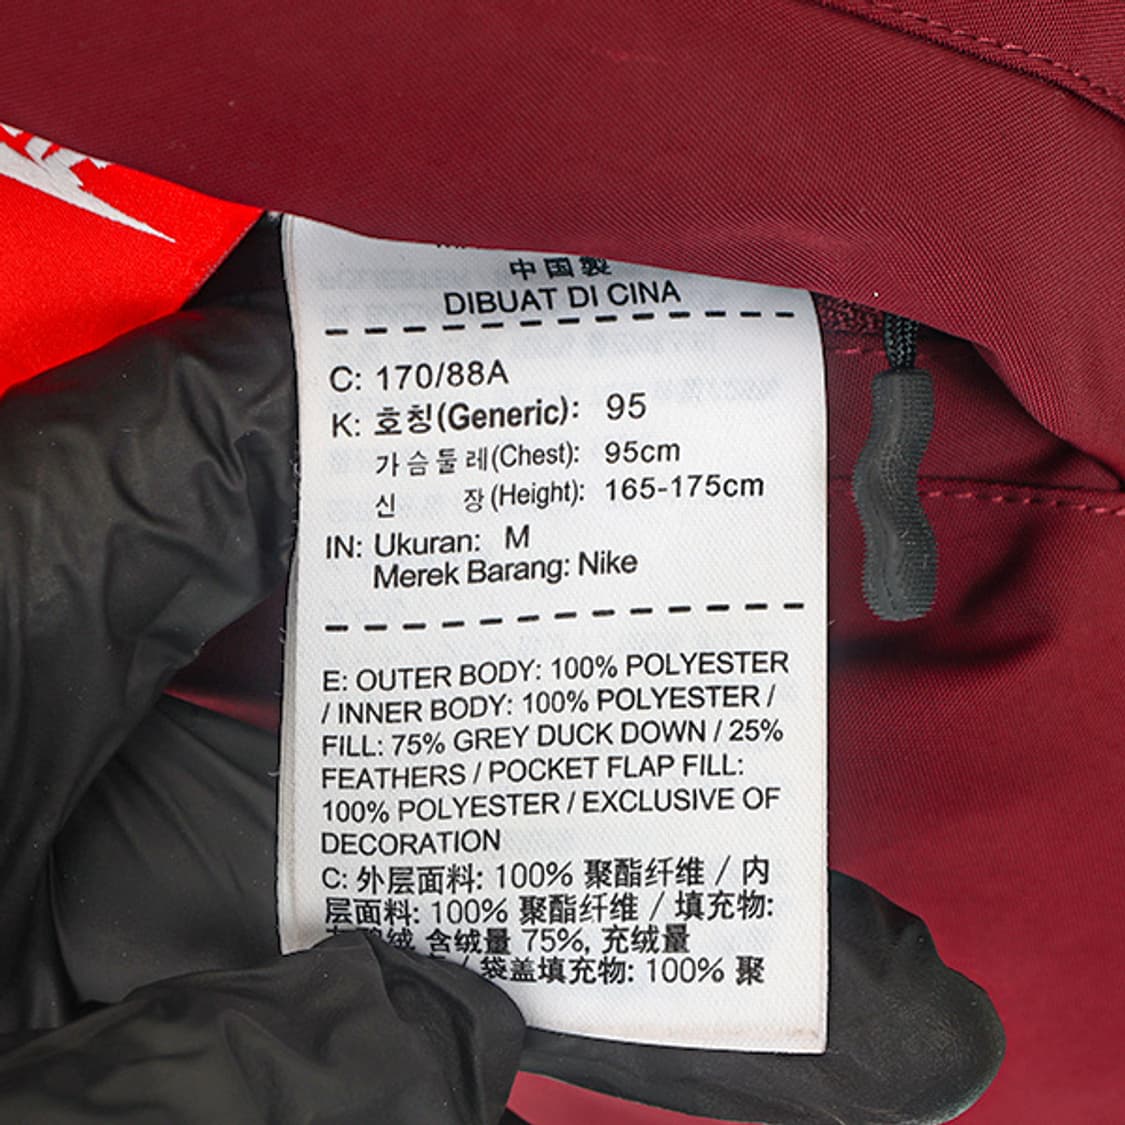 中国製
DIBUAT DI CINA
C: 170/88A
K: 호칭(Generic): 95
가슴둘레(Chest): 95cm
신 장(Height): 165-175cm
IN: Ukuran: M
Merek Barang: Nike
E: OUTER BODY: 100% POLYESTER
/ INNER BODY: 100% POLYESTER /
FILL: 75% GREY DUCK DOWN / 25%
FEATHERS / POCKET FLAP FILL:
100% POLYESTER / EXCLUSIVE OF
DECORATION
C: 外层面料: 100% 聚酯纤维 / 内
层面料: 100% 聚酯纤维 / 填充物:
含绒量 75%, 充绒量
/ 袋盖填充物: 100% 聚